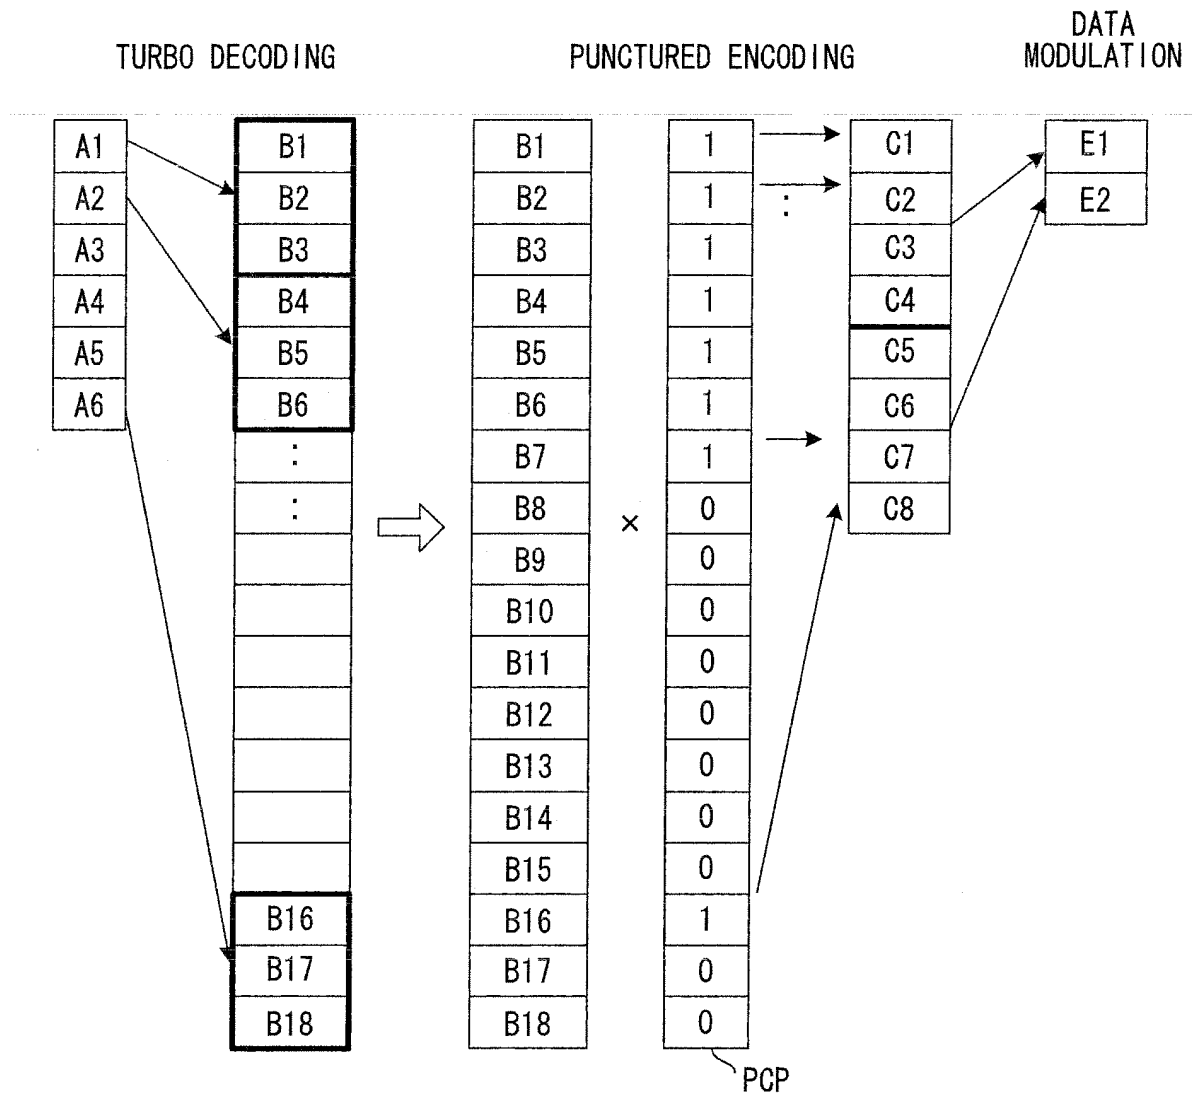 TURBO DECODING
PUNCTURED ENCODING
DATA
MODULATION
A1 B1 B1 1 C1 E1
A2 B2 B2 1 C2 E2
:
A3 B3 B3 1 C3
A4 B4 B4 1 C4
A5 B5 B5 1 C5
A6 B6 B6 1 C6
: B7 1 C7
: B8 × 0 C8
B9 0
B10 0
B11 0
B12 0
B13 0
B14 0
B15 0
B16 B16 1
B17 B17 0
B18 B18 0
PCP